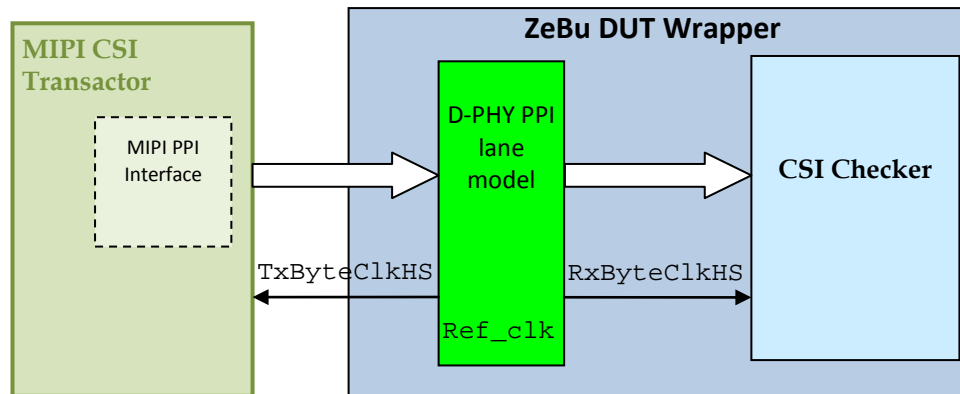 MIPI CSI
Transactor
MIPI PPI
Interface
ZeBu DUT Wrapper
D-PHY PPI
lane
model
CSI Checker
TxByteClkHS
RxByteClkHS
Ref_clk